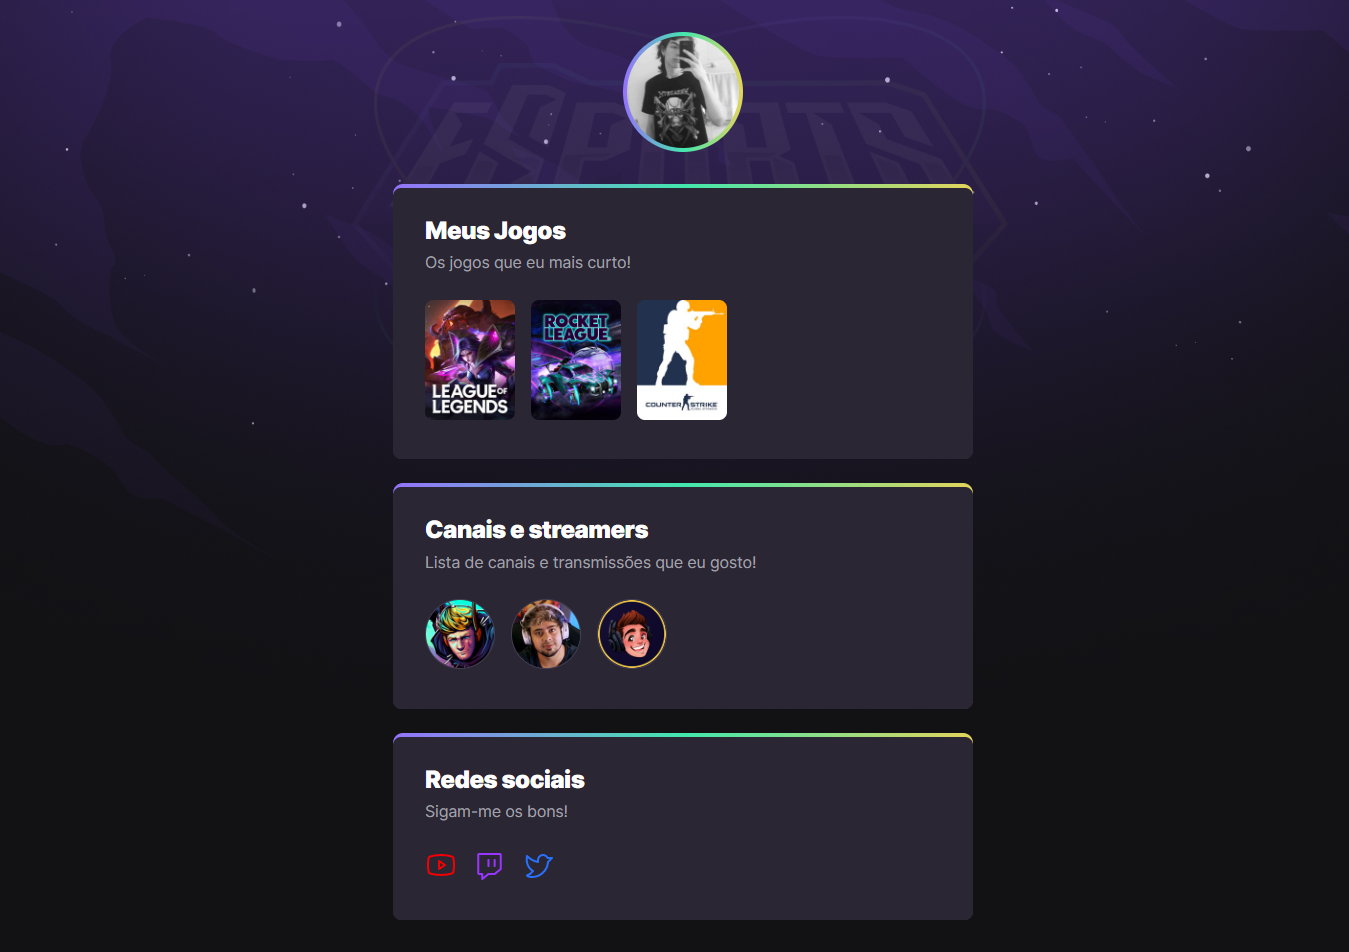 ESPORTS
Meus Jogos
Os jogos que eu mais curto!
LEAGUE OF
LEGENDS
ROCKET
LEAGUE
COUNTER STRIKE
Canais e streamers
Lista de canais e transmissões que eu gosto!
Redes sociais
Sigam-me os bons!